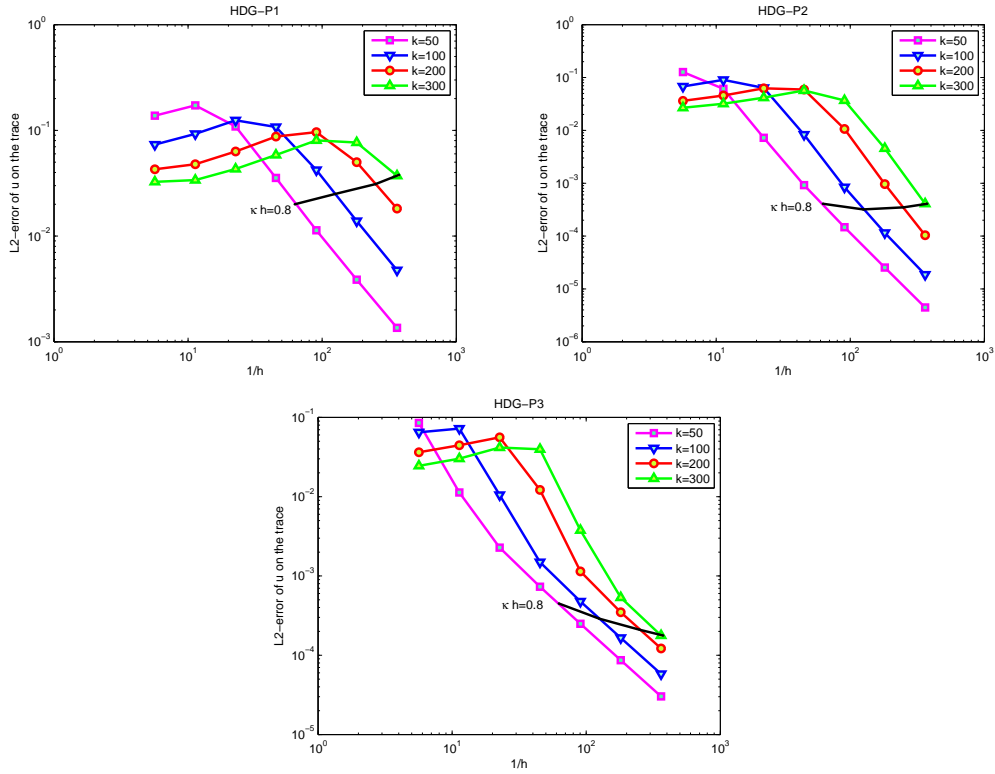 HDG−P1
L2−error of u on the trace
10^0
10^−1
10^−2
10^−3
k=50
k=100
k=200
k=300
κ h=0.8
10^0 10^1 10^2 10^3
1/h
HDG−P2
L2−error of u on the trace
10^0
10^−1
10^−2
10^−3
10^−4
10^−5
10^−6
k=50
k=100
k=200
k=300
κ h=0.8
10^0 10^1 10^2 10^3
1/h
HDG−P3
L2−error of u on the trace
10^−1
10^−2
10^−3
10^−4
10^−5
k=50
k=100
k=200
k=300
κ h=0.8
10^0 10^1 10^2 10^3
1/h